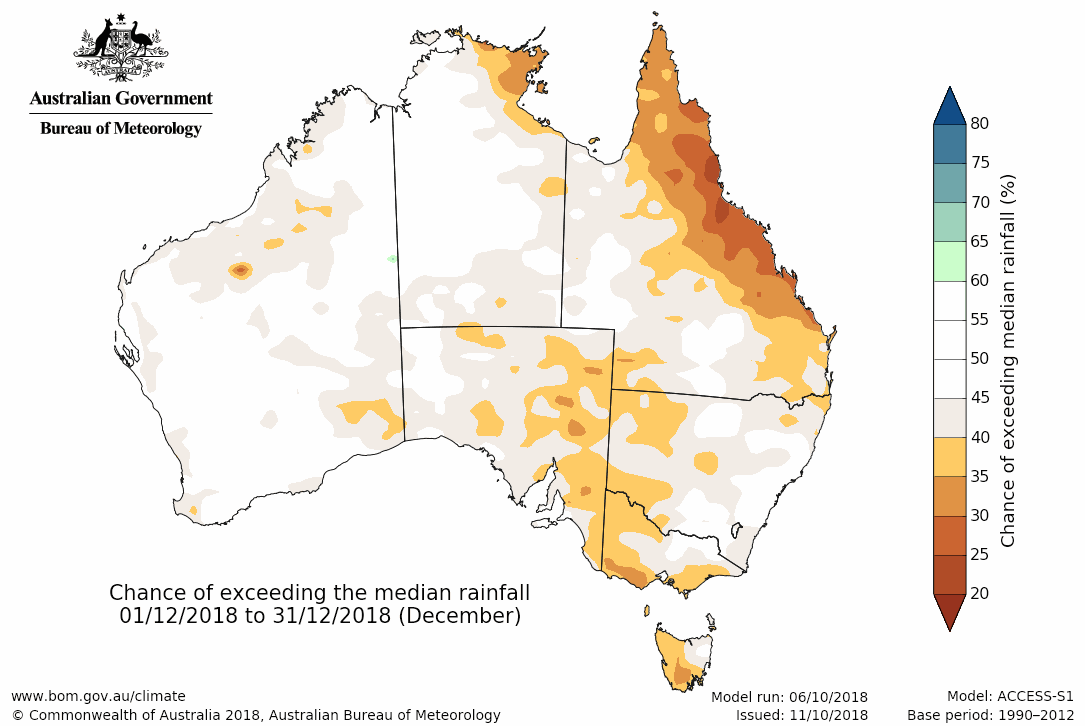 Australian Government
Bureau of Meteorology
80
75
70
65
60
55
50
45
40
35
30
25
20
Chance of exceeding median rainfall (%)
Chance of exceeding the median rainfall
01/12/2018 to 31/12/2018 (December)
www.bom.gov.au/climate
© Commonwealth of Australia 2018, Australian Bureau of Meteorology
Model run: 06/10/2018
Issued: 11/10/2018
Model: ACCESS-S1
Base period: 1990–2012